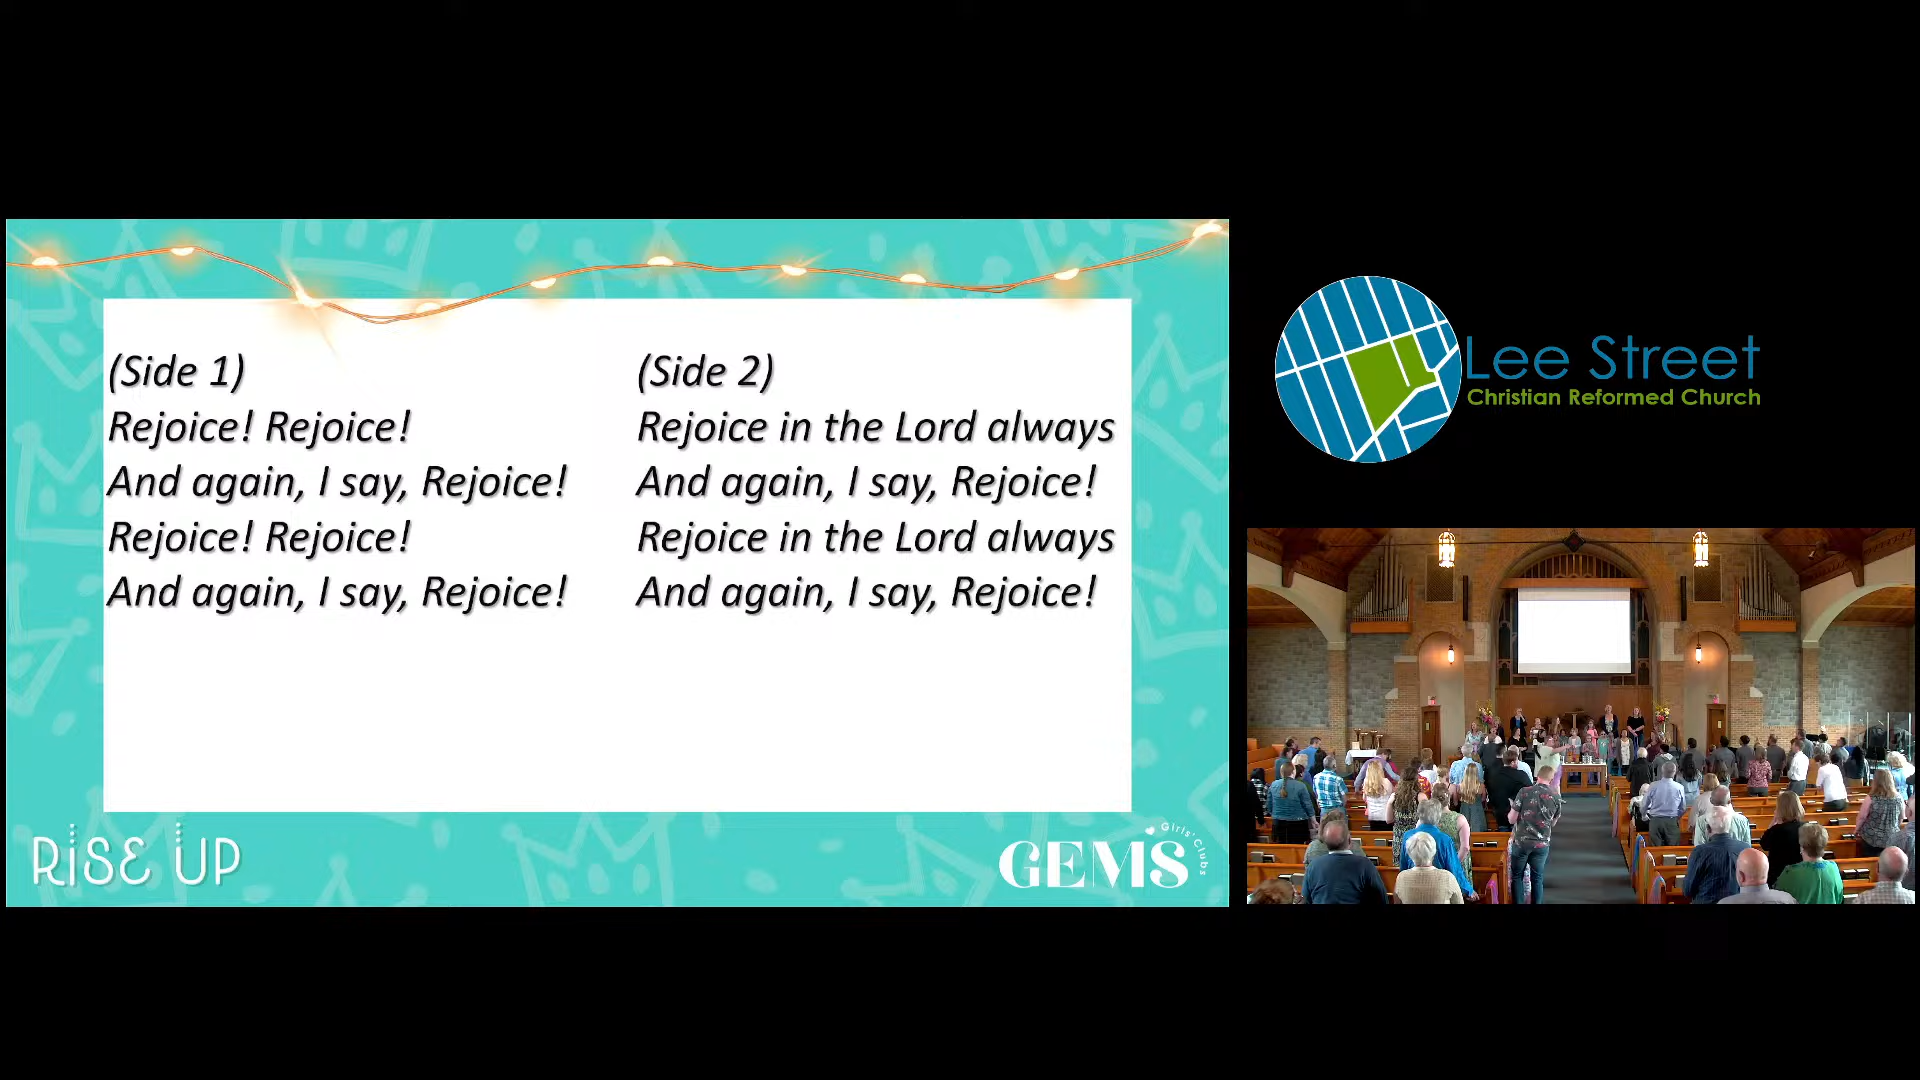 (Side 1)
Rejoice! Rejoice!
And again, I say, Rejoice!
Rejoice! Rejoice!
And again, I say, Rejoice!
(Side 2)
Rejoice in the Lord always
And again, I say, Rejoice!
Rejoice in the Lord always
And again, I say, Rejoice!
RISE UP
GEMS
Girls' Clubs
Lee Street
Christian Reformed Church